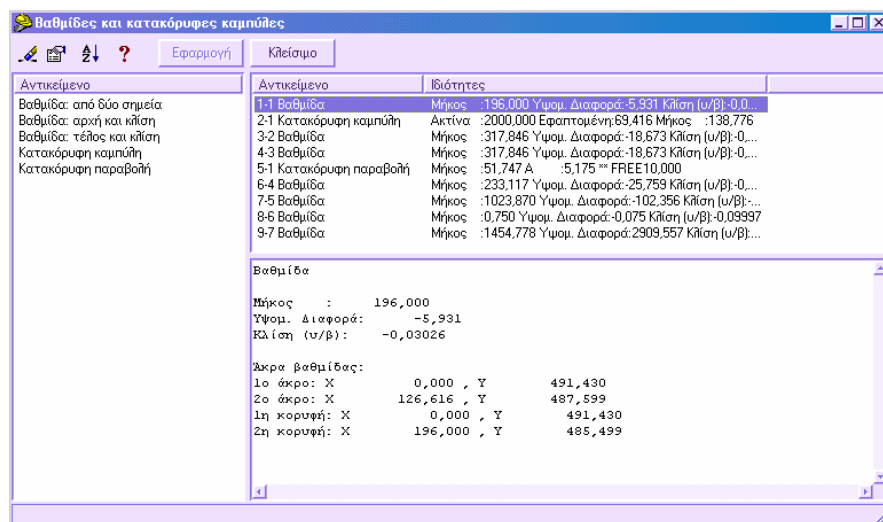 Βαθμίδες και κατακόρυφες καμπύλες
Εφαρμογή Κλείσιμο
Αντικείμενο
Βαθμίδα: από δύο σημεία
Βαθμίδα: αρχή και κλίση
Βαθμίδα: τέλος και κλίση
Κατακόρυφη καμπύλη
Κατακόρυφη παραβολή
Αντικείμενο Ιδιότητες
1-1 Βαθμίδα Μήκος :196,000 Υψομ. Διαφορά:-5,931 Κλίση (υ/β):-0,0...
2-1 Κατακόρυφη καμπύλη Ακτίνα :2000,000 Εφαπτομένη:69,416 Μήκος :138,776
3-2 Βαθμίδα Μήκος :317,846 Υψομ. Διαφορά:-18,673 Κλίση (υ/β):-0,...
4-3 Βαθμίδα Μήκος :317,846 Υψομ. Διαφορά:-18,673 Κλίση (υ/β):-0,...
5-1 Κατακόρυφη παραβολή Μήκος :51,747 Α :5,175 ** FREE10,000
6-4 Βαθμίδα Μήκος :233,117 Υψομ. Διαφορά:-25,759 Κλίση (υ/β):-0,...
7-5 Βαθμίδα Μήκος :1023,870 Υψομ. Διαφορά:-102,356 Κλίση (υ/β):-...
8-6 Βαθμίδα Μήκος :0,750 Υψομ. Διαφορά:-0,075 Κλίση (υ/β):-0,09997
9-7 Βαθμίδα Μήκος :1454,778 Υψομ. Διαφορά:2909,557 Κλίση (υ/β):...
Βαθμίδα
Μήκος : 196,000
Υψομ. Διαφορά: -5,931
Κλίση (υ/β): -0,03026
Άκρα βαθμίδας:
1ο άκρο: X 0,000 , Y 491,430
2ο άκρο: X 126,616 , Y 487,599
1η κορυφή: X 0,000 , Y 491,430
2η κορυφή: X 196,000 , Y 485,499